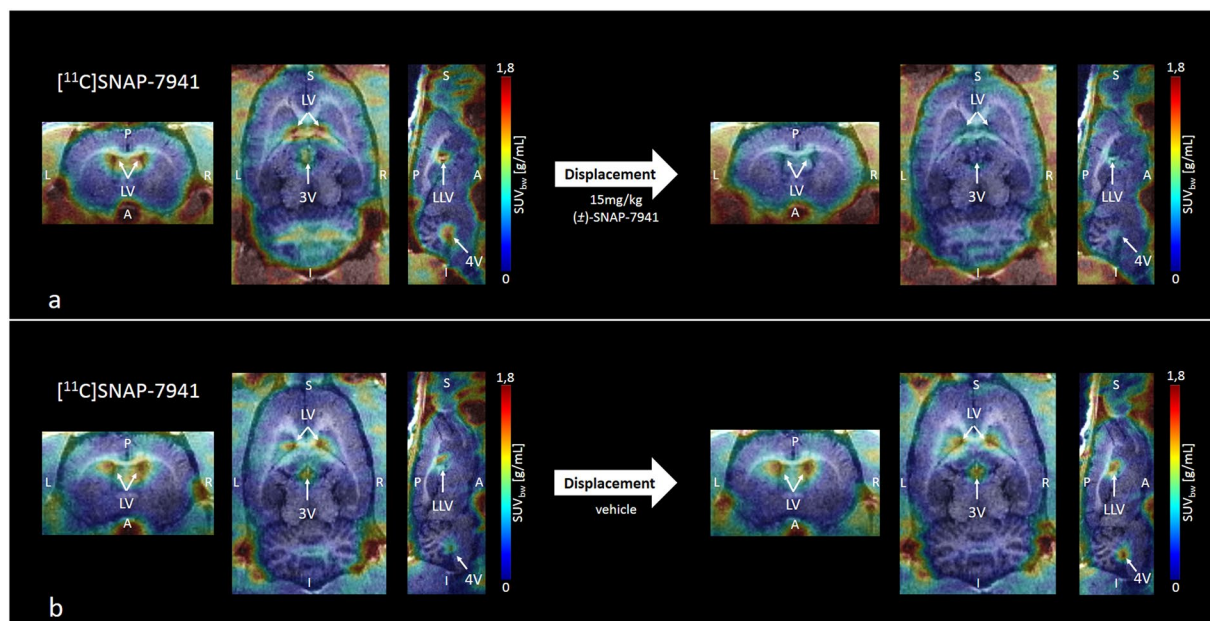 [¹¹C]SNAP-7941
P
L
R
LV
A
S
LV
L
R
3V
I
S
P
A
LLV
4V
I
1,8
SUVbw [g/mL]
0
Displacement
15mg/kg
(±)-SNAP-7941
P
L
R
LV
A
S
LV
L
R
3V
I
S
P
A
LLV
4V
I
1,8
SUVbw [g/mL]
0
a
[¹¹C]SNAP-7941
P
L
R
LV
A
S
LV
L
R
3V
I
S
P
A
LLV
4V
I
1,8
SUVbw [g/mL]
0
Displacement
vehicle
P
L
R
LV
A
S
LV
L
R
3V
I
S
P
A
LLV
4V
I
1,8
SUVbw [g/mL]
0
b